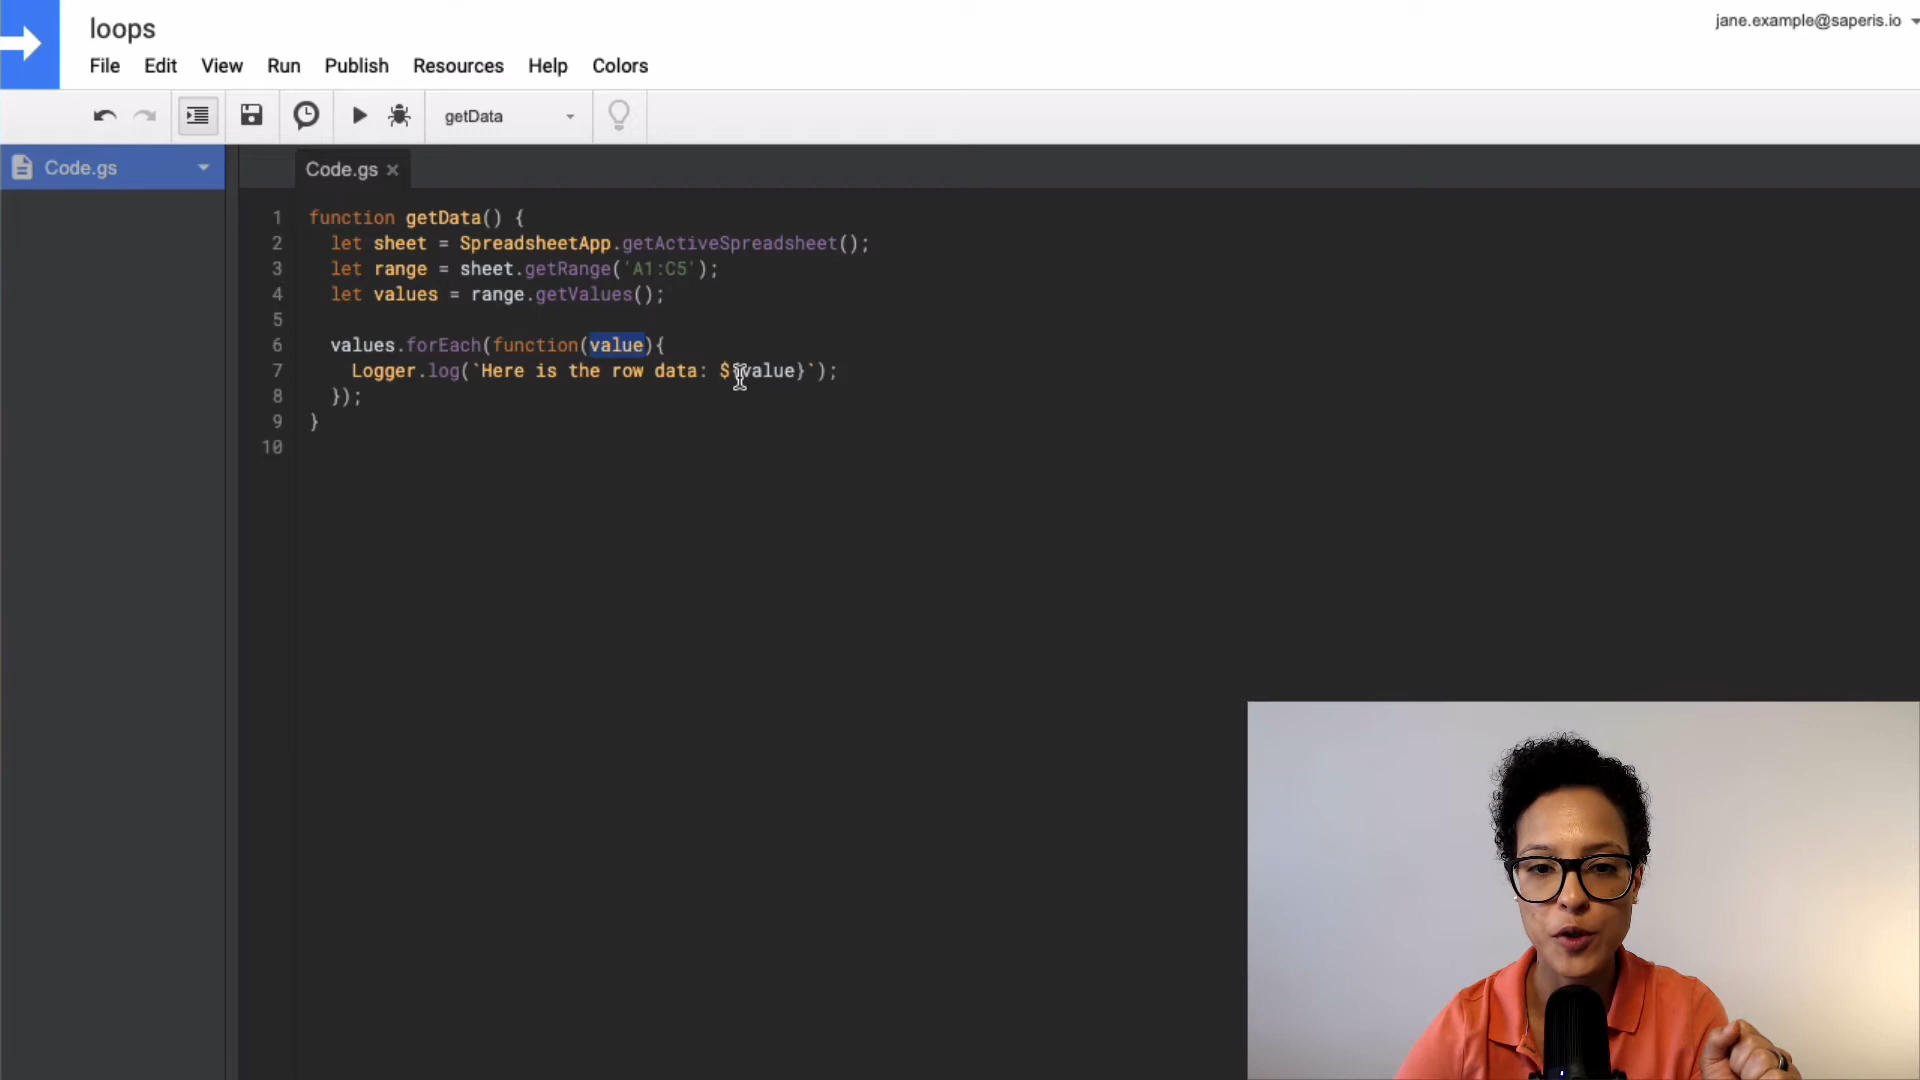 loops
jane.example@saperis.io
File Edit View Run Publish Resources Help Colors
getData
Code.gs
Code.gs ×
1 function getData() {
2 let sheet = SpreadsheetApp.getActiveSpreadsheet();
3 let range = sheet.getRange('A1:C5');
4 let values = range.getValues();
5
6 values.forEach(function(value){
7 Logger.log(`Here is the row data: ${value}`);
8 });
9 }
10